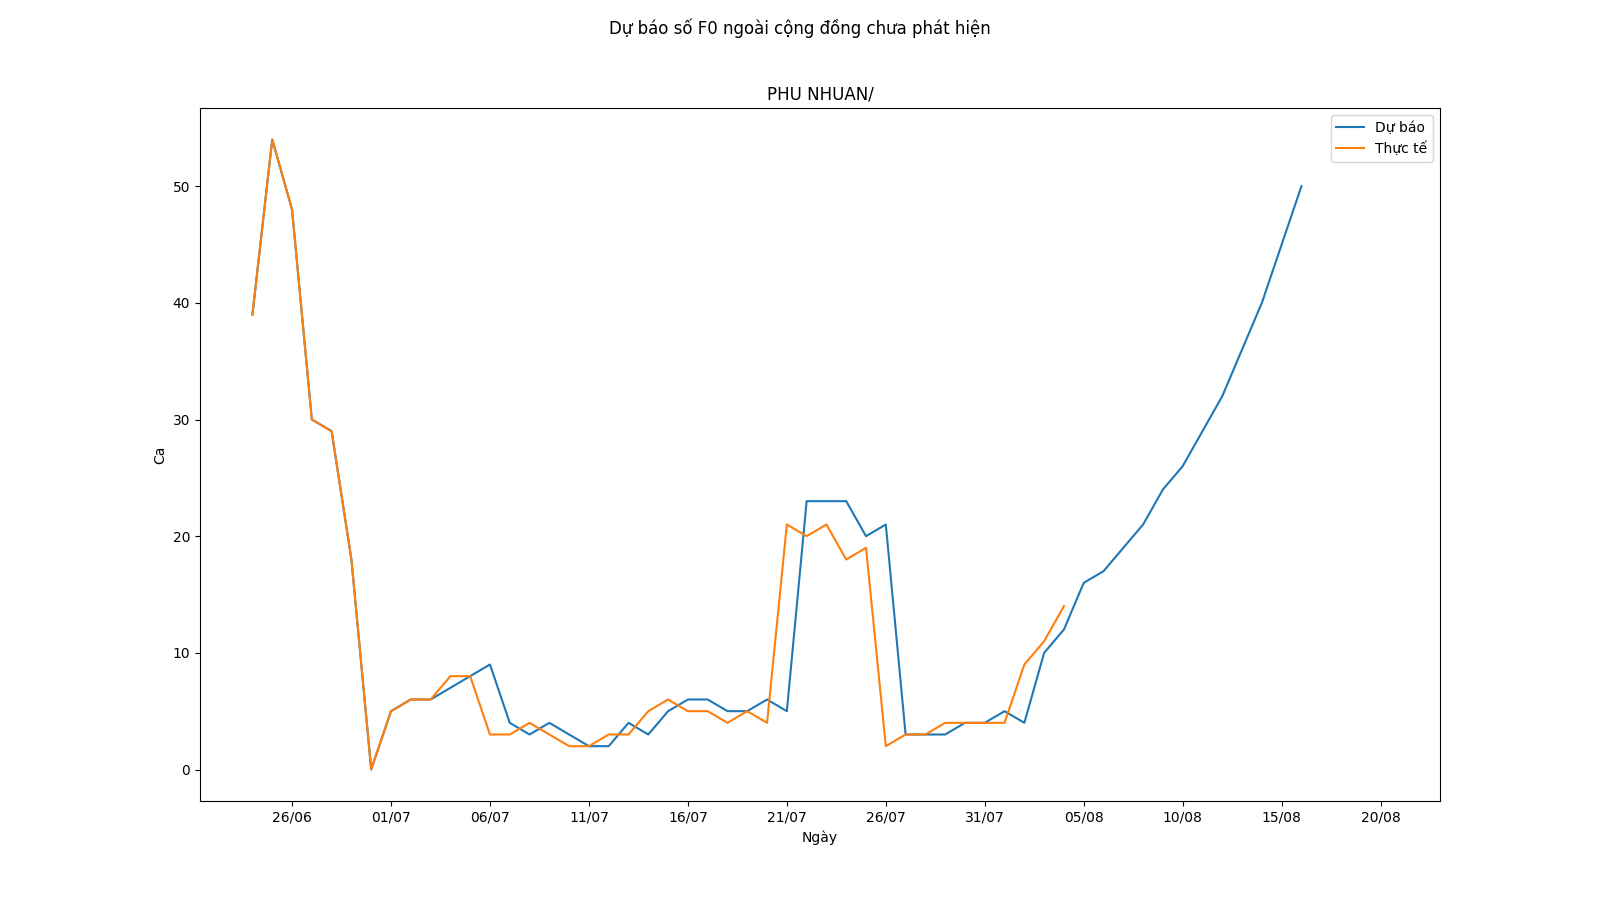 Dự báo số F0 ngoài cộng đồng chưa phát hiện
PHU NHUAN/
Dự báo
Thực tế
50
40
30
20
10
0
Ca
26/06 01/07 06/07 11/07 16/07 21/07 26/07 31/07 05/08 10/08 15/08 20/08
Ngày